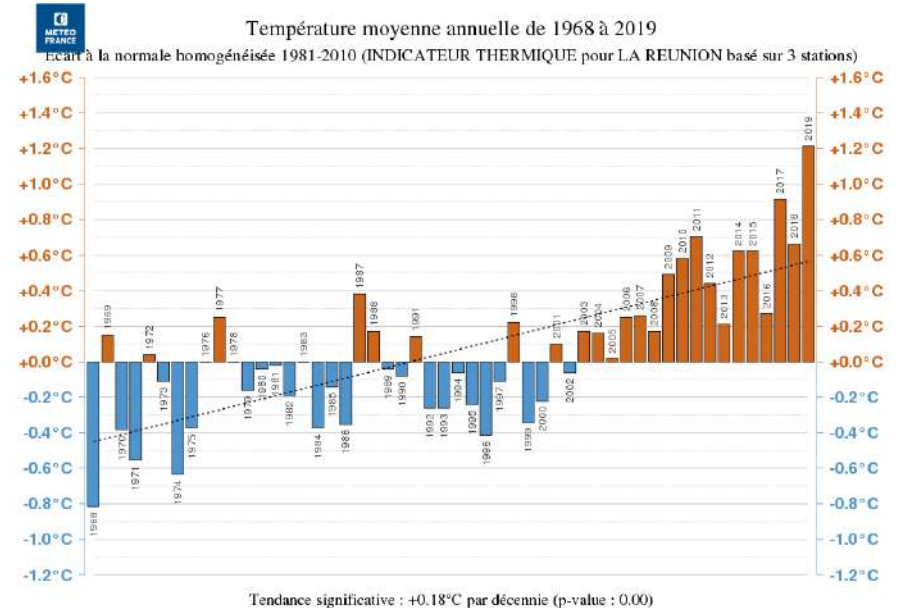 METEO
FRANCE
Température moyenne annuelle de 1968 à 2019
Ecart à la normale homogénéisée 1981-2010 (INDICATEUR THERMIQUE pour LA REUNION basé sur 3 stations)
+1.6°C +1.6°C
+1.4°C +1.4°C
+1.2°C +1.2°C
+1.0°C +1.0°C
+0.8°C +0.8°C
+0.6°C +0.6°C
+0.4°C +0.4°C
+0.2°C +0.2°C
+0.0°C +0.0°C
-0.2°C -0.2°C
-0.4°C -0.4°C
-0.6°C -0.6°C
-0.8°C -0.8°C
-1.0°C -1.0°C
-1.2°C -1.2°C
1968
1969
1970
1971
1972
1973
1974
1975
1976
1977
1978
1979
1980
1981
1982
1983
1984
1985
1986
1987
1988
1989
1990
1991
1992
1993
1994
1995
1996
1997
1998
1999
2000
2001
2002
2003
2004
2005
2006
2007
2008
2009
2010
2011
2012
2013
2014
2015
2016
2017
2018
2019
Tendance significative : +0.18°C par décennie (p-value : 0.00)